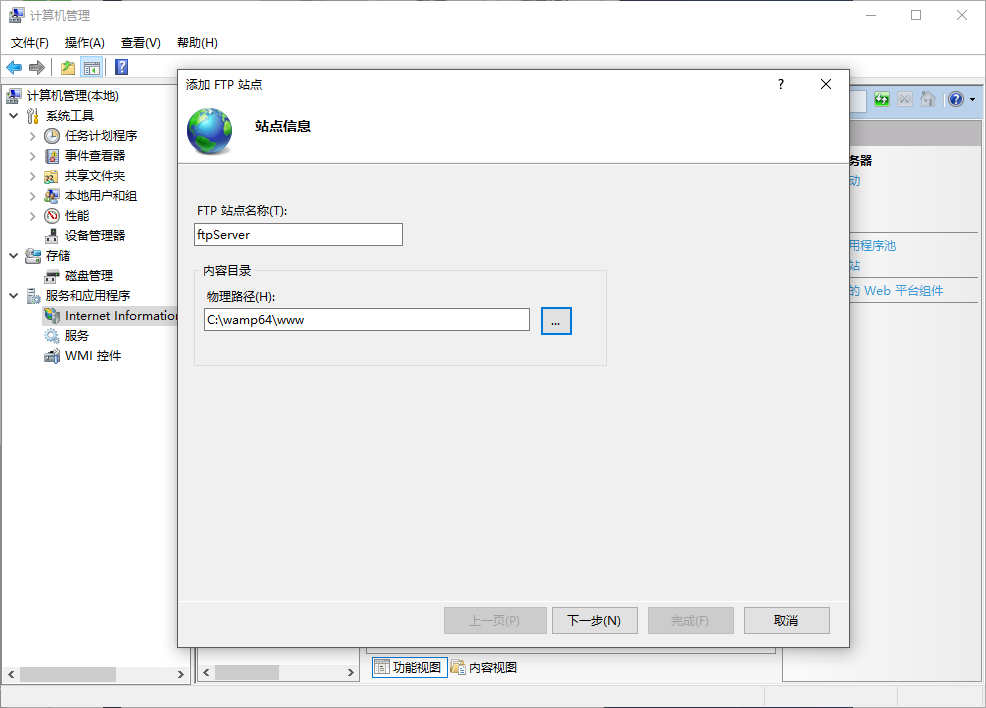 计算机管理
文件(F) 操作(A) 查看(V) 帮助(H)
计算机管理(本地)
系统工具
任务计划程序
事件查看器
共享文件夹
本地用户和组
性能
设备管理器
存储
磁盘管理
服务和应用程序
Internet Information
服务
WMI 控件
添加 FTP 站点
?
站点信息
FTP 站点名称(T):
ftpServer
内容目录
物理路径(H):
C:\wamp64\www
...
上一页(P) 下一步(N) 完成(F) 取消
务器
动
用程序池
站
的 Web 平台组件
功能视图 内容视图